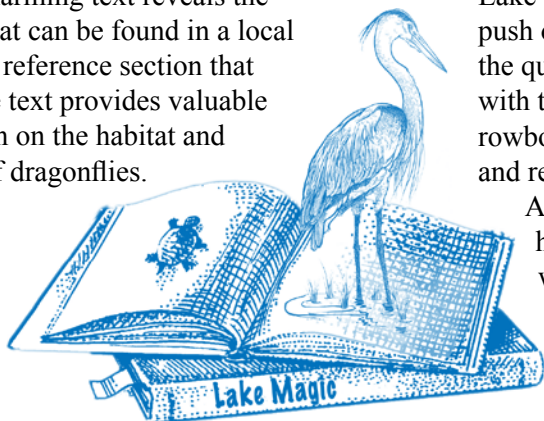 arming text reveals the
at can be found in a local
reference section that
e text provides valuable
n on the habitat and
f dragonflies.
Lake
push
the qu
with t
rowbo
and re
A
h
Lake Magic